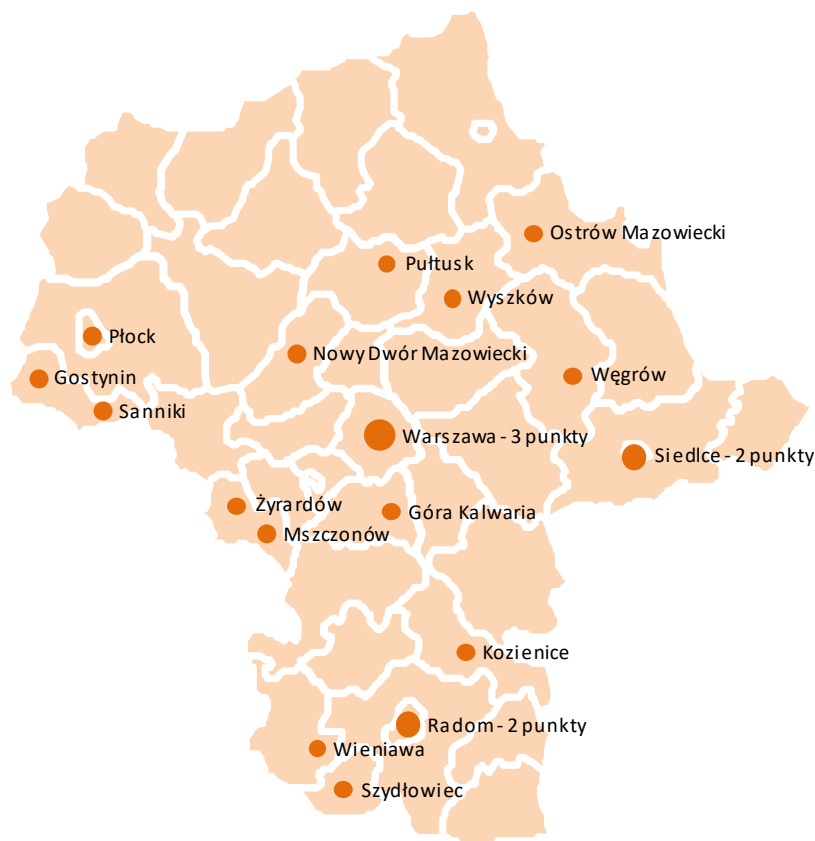 Ostrów Mazowiecki
Pułtusk
Wyszków
Płock
Nowy Dwór Mazowiecki
Gostynin
Węgrów
Sanniki
Warszawa - 3 punkty
Siedlce - 2 punkty
Żyrardów
Góra Kalwaria
Mszczonów
Kozienice
Radom - 2 punkty
Wieniawa
Szydłowiec